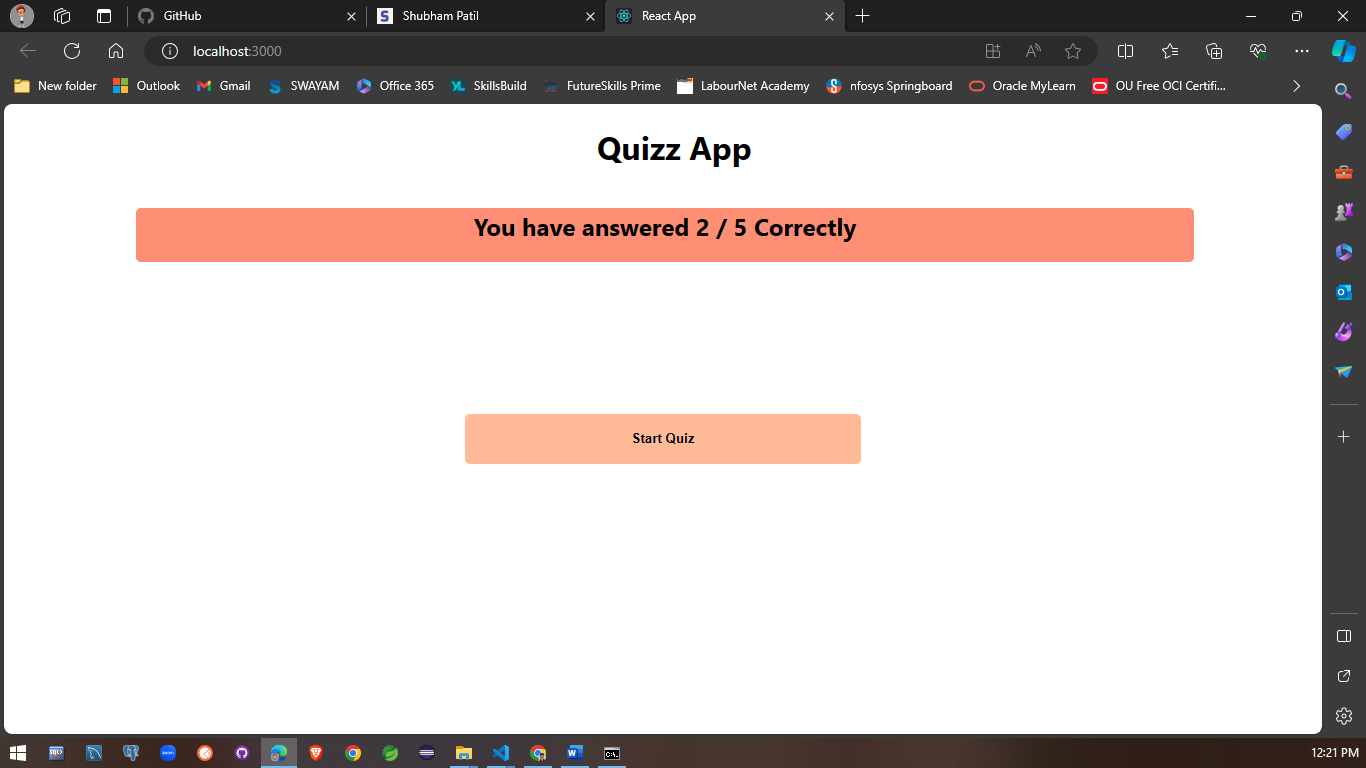 GitHub
Shubham Patil
React App
localhost:3000
New folder
Outlook
Gmail
SWAYAM
Office 365
SkillsBuild
FutureSkills Prime
LabourNet Academy
nfosys Springboard
Oracle MyLearn
OU Free OCI Certifi...
Quizz App
You have answered 2 / 5 Correctly
Start Quiz
12:21 PM